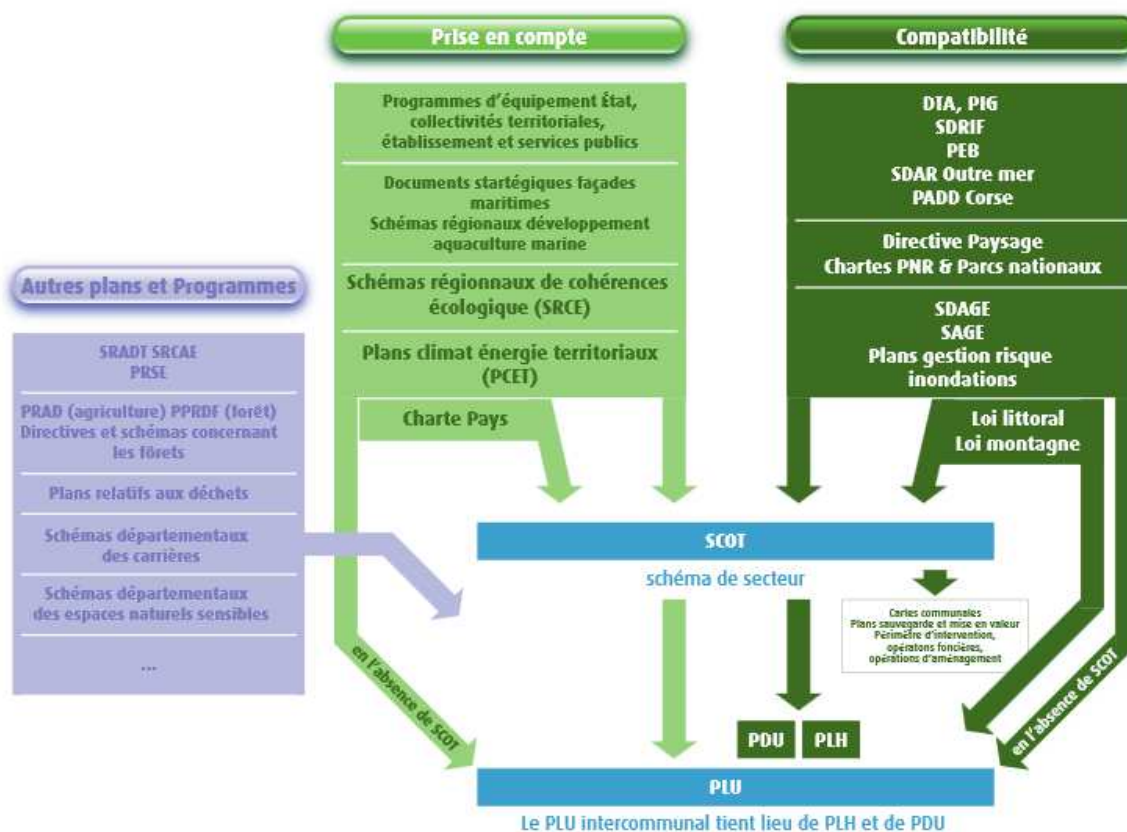 Prise en compte
Programmes d'équipement État,
collectivités territoriales,
établissement et services publics
Documents startégiques façades
maritimes
Schémas régionaux développement
aquaculture marine
Schémas régionnaux de cohérences
écologique (SRCE)
Plans climat énergie territoriaux
(PCET)
Charte Pays
Compatibilité
DTA, PIG
SDRIF
PEB
SDAR Outre mer
PADD Corse
Directive Paysage
Chartes PNR & Parcs nationaux
SDAGE
SAGE
Plans gestion risque
inondations
Loi littoral
Loi montagne
Autres plans et Programmes
SRADT SRCAE
PRSE
PRAD (agriculture) PPRDF (forêt)
Directives et schémas concernant
les fôrets
Plans relatifs aux déchets
Schémas départementaux
des carrières
Schémas départementaux
des espaces naturels sensibles
...
SCOT
schéma de secteur
Cartes communales
Plans sauvegarde et mise en valeur
Périmètre d'intervention,
opératons foncières,
opérations d'aménagement
en l'absence de SCOT
en l'absence de SCOT
PDU
PLH
PLU
Le PLU intercommunal tient lieu de PLH et de PDU